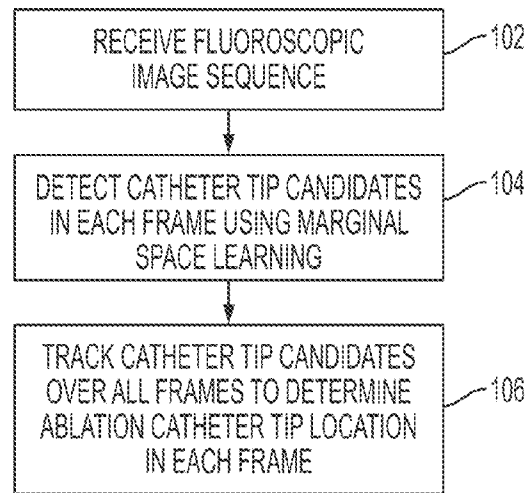 RECEIVE FLUOROSCOPIC
IMAGE SEQUENCE
102
DETECT CATHETER TIP CANDIDATES
IN EACH FRAME USING MARGINAL
SPACE LEARNING
104
TRACK CATHETER TIP CANDIDATES
OVER ALL FRAMES TO DETERMINE
ABLATION CATHETER TIP LOCATION
IN EACH FRAME
106